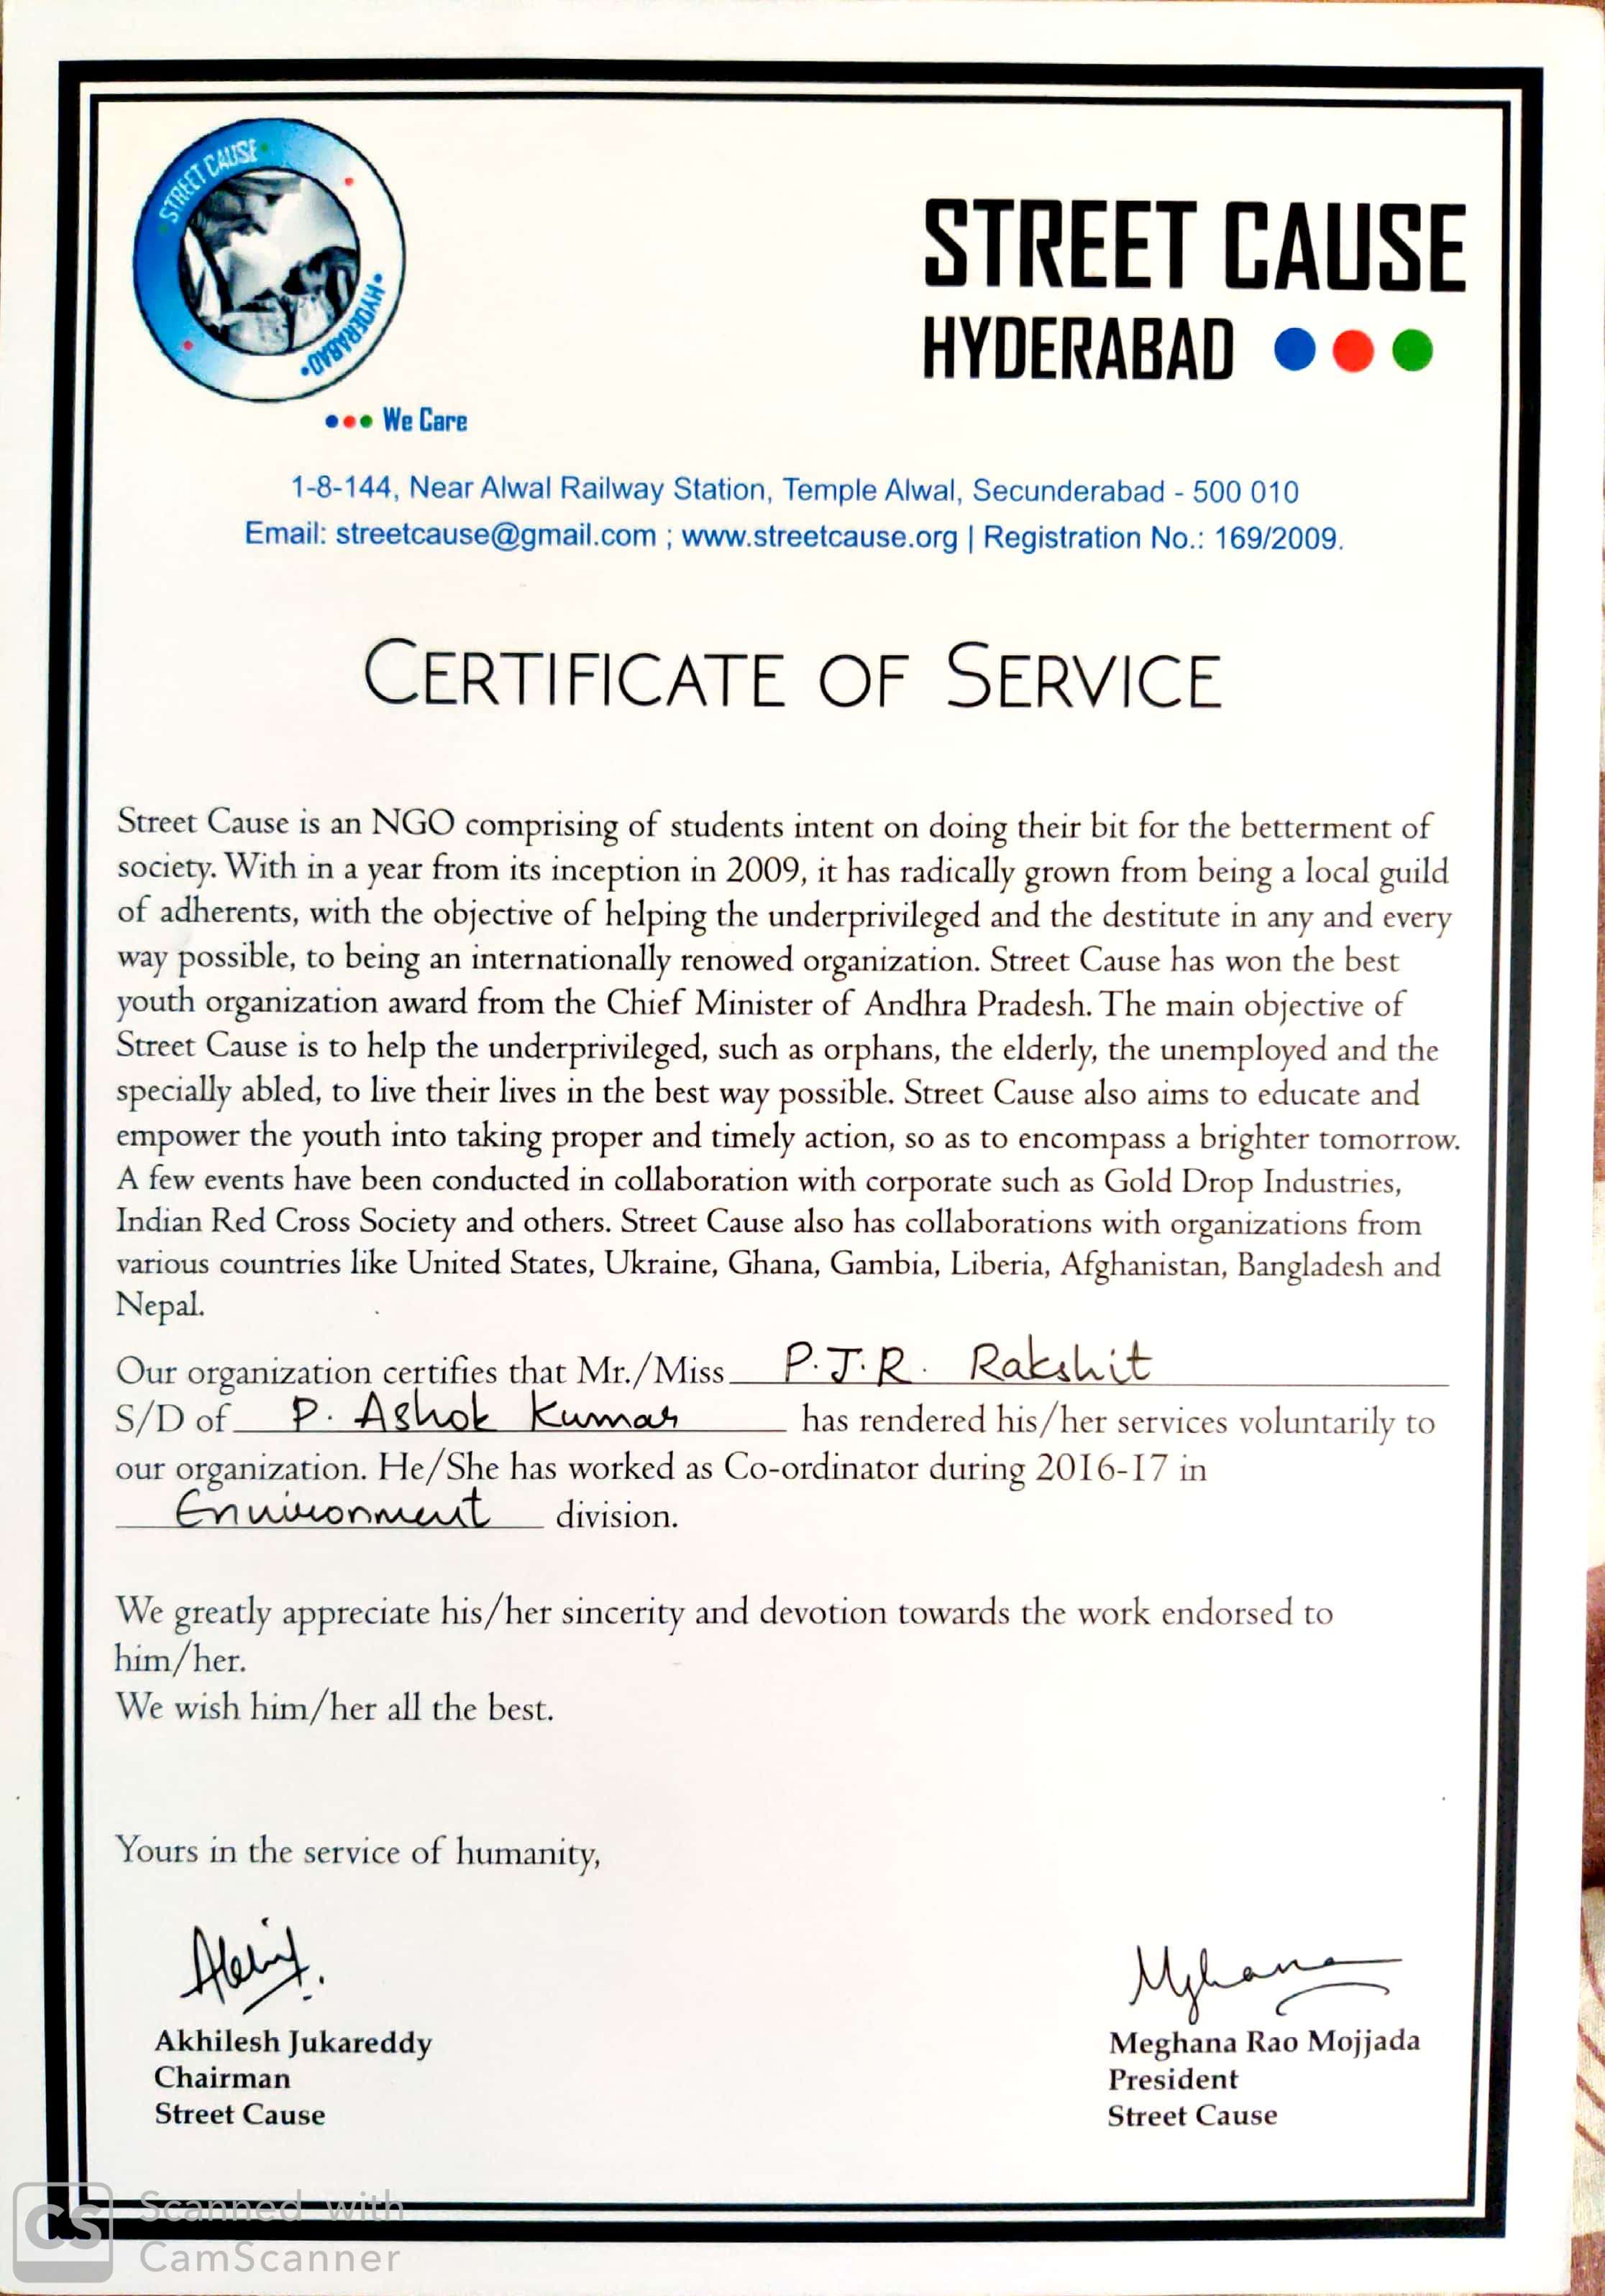 STREET CAUSE
HYDERABAD
We Care
STREET CAUSE
HYDERABAD
1-8-144, Near Alwal Railway Station, Temple Alwal, Secunderabad - 500 010
Email: streetcause@gmail.com ; www.streetcause.org | Registration No.: 169/2009.
CERTIFICATE OF SERVICE
Street Cause is an NGO comprising of students intent on doing their bit for the betterment of
society. With in a year from its inception in 2009, it has radically grown from being a local guild
of adherents, with the objective of helping the underprivileged and the destitute in any and every
way possible, to being an internationally renowed organization. Street Cause has won the best
youth organization award from the Chief Minister of Andhra Pradesh. The main objective of
Street Cause is to help the underprivileged, such as orphans, the elderly, the unemployed and the
specially abled, to live their lives in the best way possible. Street Cause also aims to educate and
empower the youth into taking proper and timely action, so as to encompass a brighter tomorrow.
A few events have been conducted in collaboration with corporate such as Gold Drop Industries,
Indian Red Cross Society and others. Street Cause also has collaborations with organizations from
various countries like United States, Ukraine, Ghana, Gambia, Liberia, Afghanistan, Bangladesh and
Nepal.
Our organization certifies that Mr./Miss P.J.R. Rakshit
S/D of P. Ashok Kumar has rendered his/her services voluntarily to
our organization. He/She has worked as Co-ordinator during 2016-17 in
Environment division.
We greatly appreciate his/her sincerity and devotion towards the work endorsed to
him/her.
We wish him/her all the best.
Yours in the service of humanity,
Meghana
Akhilesh Jukareddy
Chairman
Street Cause
Meghana Rao Mojjada
President
Street Cause
CS Scanned with
CamScanner